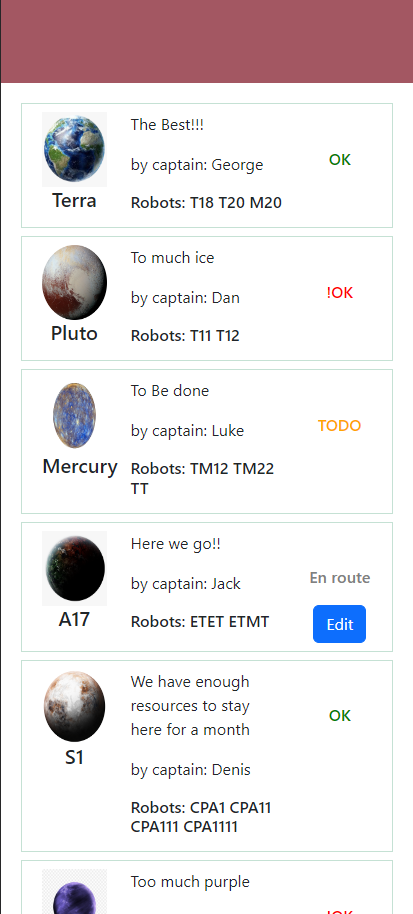 The Best!!!
by captain: George
Robots: T18 T20 M20
OK
Terra
To much ice
by captain: Dan
Robots: T11 T12
!OK
Pluto
To Be done
by captain: Luke
Robots: TM12 TM22
TT
TODO
Mercury
Here we go!!
by captain: Jack
Robots: ETET ETMT
En route
Edit
A17
We have enough
resources to stay
here for a month
by captain: Denis
Robots: CPA1 CPA11
CPA111 CPA1111
OK
S1
Too much purple
!OK